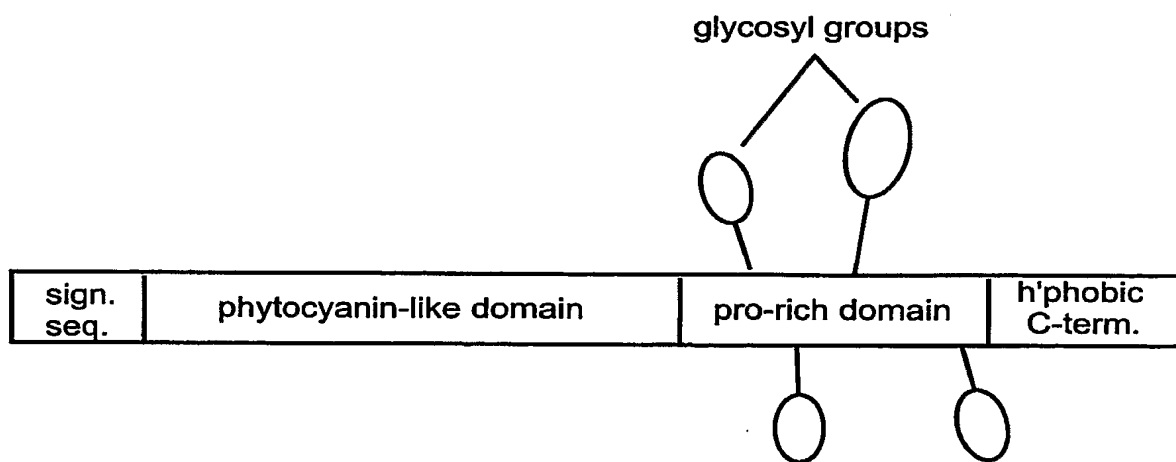 glycosyl groups
sign.
seq.
phytocyanin-like domain
pro-rich domain
h'phobic
C-term.